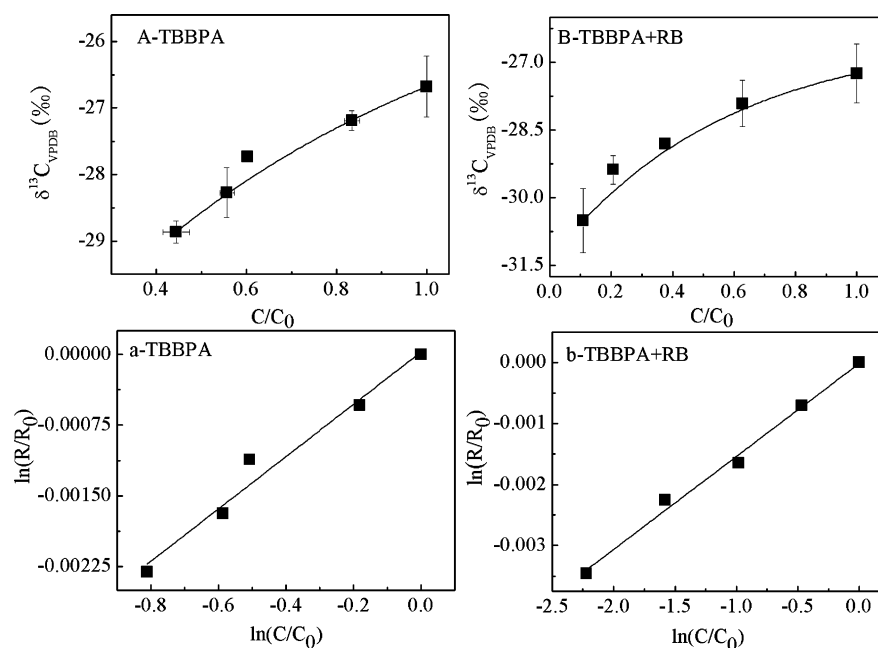 A-TBBPA
-26
-27
-28
-29
δ¹³C_VPDB (‰)
0.4 0.6 0.8 1.0
C/C₀
B-TBBPA+RB
-27.0
-28.5
-30.0
-31.5
δ¹³C_VPDB (‰)
0.0 0.2 0.4 0.6 0.8 1.0
C/C₀
a-TBBPA
0.00000
-0.00075
-0.00150
-0.00225
ln(R/R₀)
-0.8 -0.6 -0.4 -0.2 0.0
ln(C/C₀)
b-TBBPA+RB
0.000
-0.001
-0.002
-0.003
ln(R/R₀)
-2.5 -2.0 -1.5 -1.0 -0.5 0.0
ln(C/C₀)